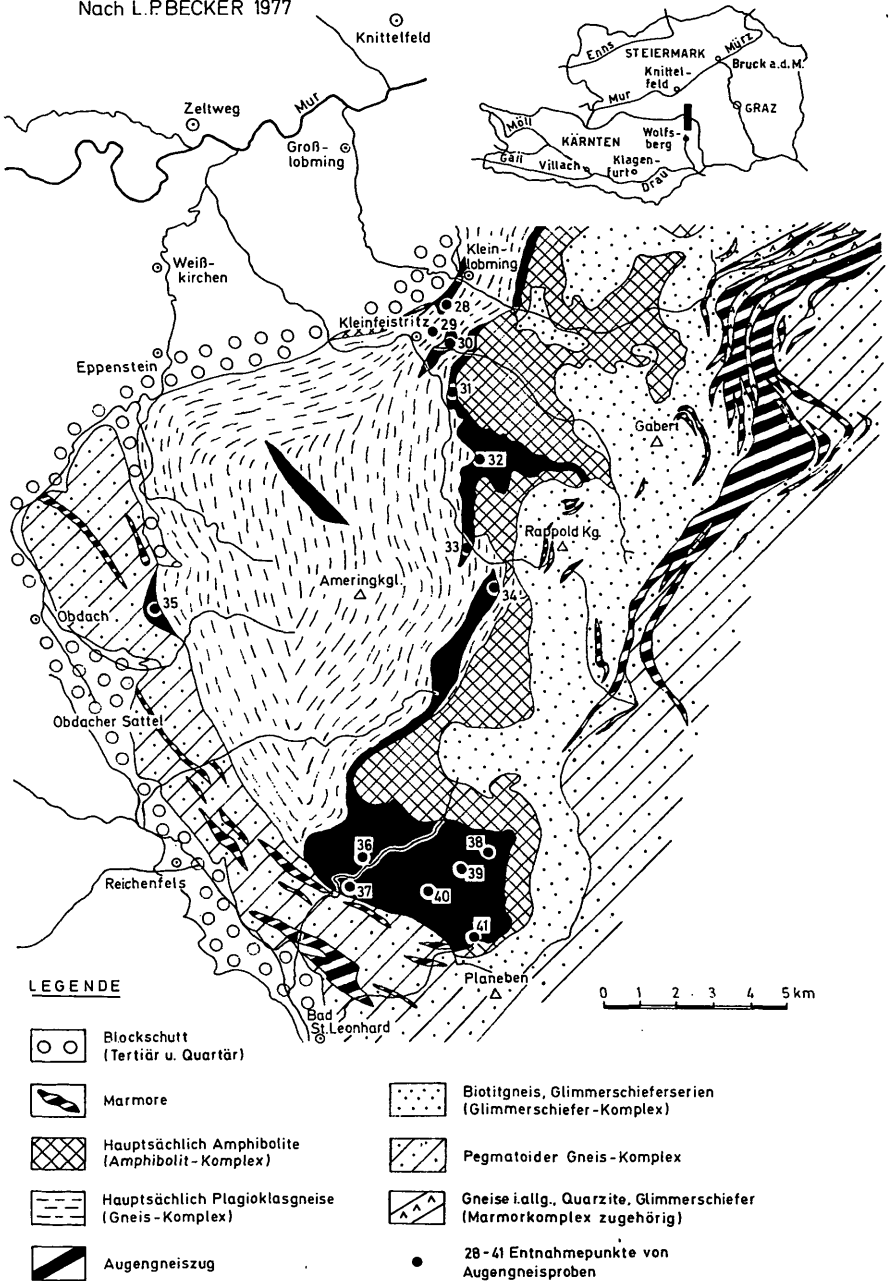 Nach L.P. BECKER 1977
Knittelfeld
Zeltweg
Mur
Groß-
lobming
Enns
STEIERMARK
Mürz
Bruck a.d.M.
Knittel-
feld
Mur
GRAZ
Möll
KÄRNTEN
Wolfs-
berg
Gail
Villach
Klagen-
furt
Drau
Weiß-
kirchen
Klein-
lobming
28
Kleinfeistritz
29
30
Eppenstein
31
Gaberl
32
Rappold Kg.
33
Ameringkgl.
34
35
Obdach
Obdacher Sattel
36
38
39
37
40
Reichenfels
41
Planeben
Bad
St. Leonhard
0 1 2 3 4 5 km
LEGENDE
Blockschutt
(Tertiär u. Quartär)
Marmore
Hauptsächlich Amphibolite
(Amphibolit-Komplex)
Hauptsächlich Plagioklasgneise
(Gneis-Komplex)
Augengneiszug
Biotitgneis, Glimmerschieferserien
(Glimmerschiefer-Komplex)
Pegmatoider Gneis-Komplex
Gneise i.allg., Quarzite, Glimmerschiefer
(Marmorkomplex zugehörig)
28-41 Entnahmepunkte von
Augengneisproben